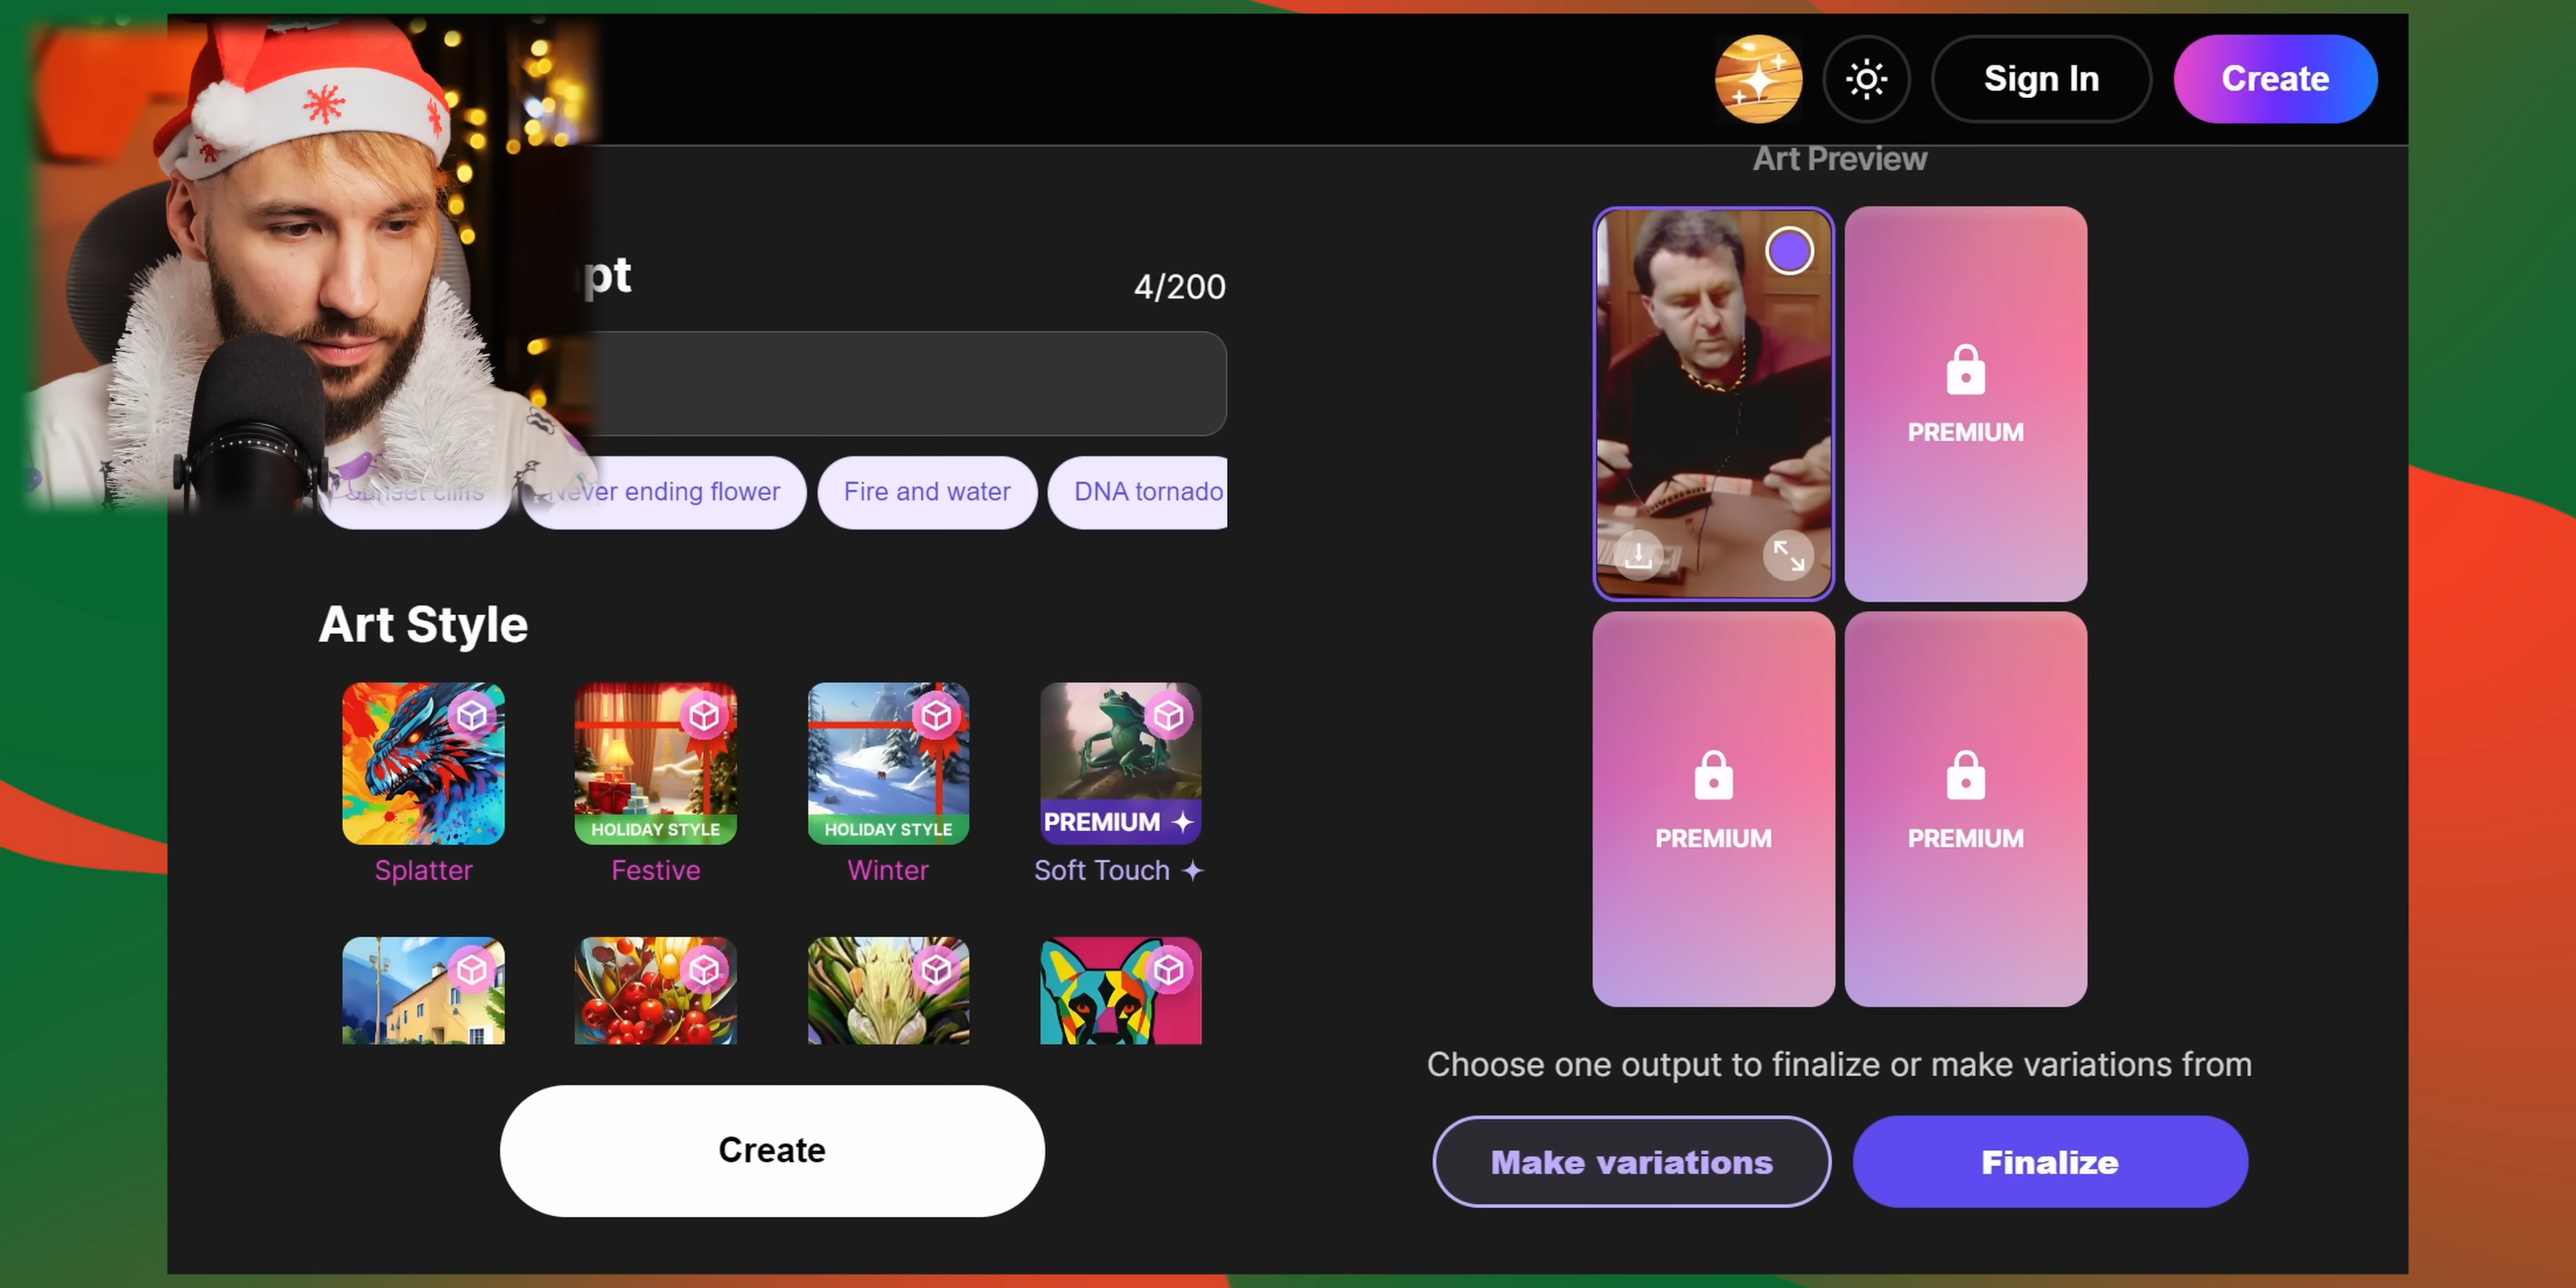 Sign In
Create
Art Preview
pt
4/200
Sunset cliffs
Never ending flower
Fire and water
DNA tornado
PREMIUM
Art Style
HOLIDAY STYLE
HOLIDAY STYLE
PREMIUM
Splatter
Festive
Winter
Soft Touch
PREMIUM
PREMIUM
Choose one output to finalize or make variations from
Create
Make variations
Finalize